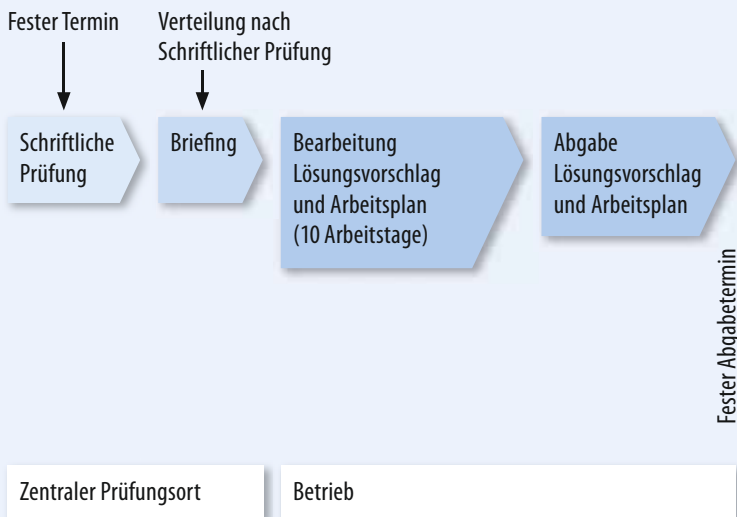 Fester Termin
Verteilung nach
Schriftlicher Prüfung
Schriftliche
Prüfung
Briefing
Bearbeitung
Lösungsvorschlag
und Arbeitsplan
(10 Arbeitstage)
Abgabe
Lösungsvorschlag
und Arbeitsplan
Fester Abgabetermin
Zentraler Prüfungsort
Betrieb